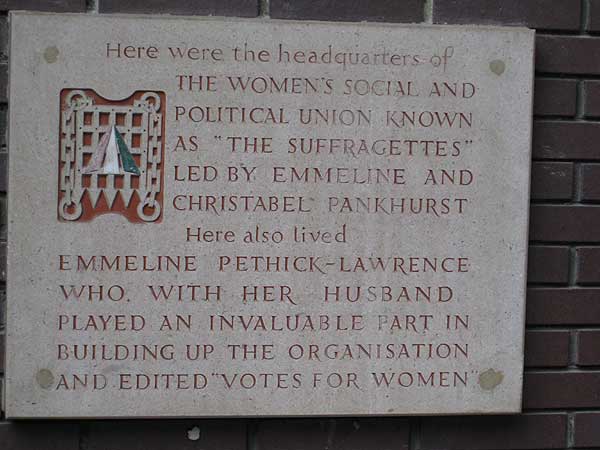 Here were the headquarters of
THE WOMEN'S SOCIAL AND
POLITICAL UNION KNOWN
AS "THE SUFFRAGETTES"
LED BY EMMELINE AND
CHRISTABEL PANKHURST
Here also lived
EMMELINE PETHICK-LAWRENCE
WHO, WITH HER HUSBAND
PLAYED AN INVALUABLE PART IN
BUILDING UP THE ORGANISATION
AND EDITED "VOTES FOR WOMEN"